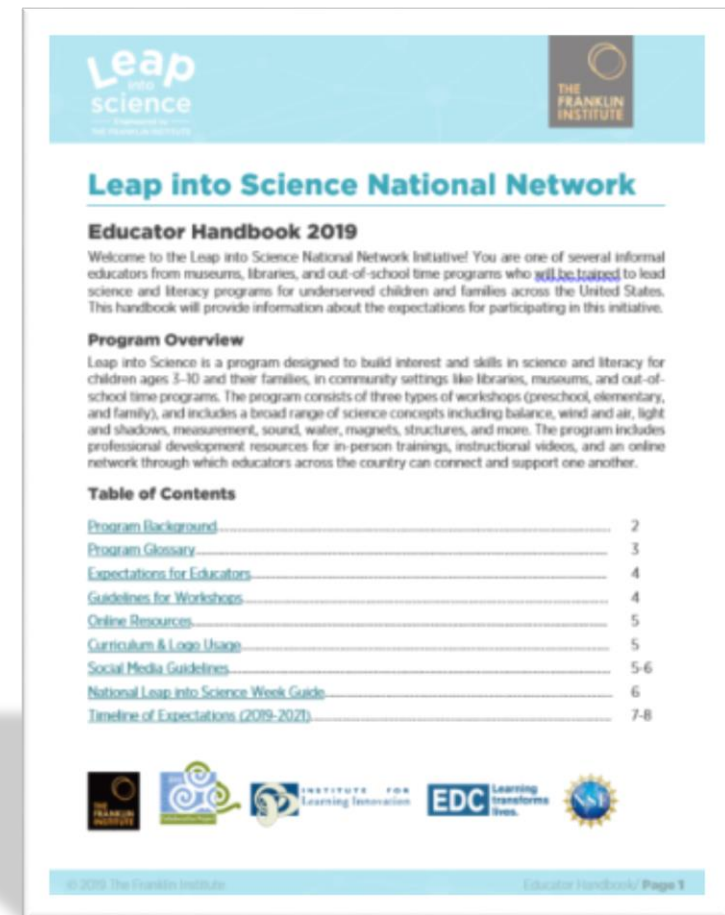 Leap
into
science
THE
FRANKLIN
INSTITUTE
Leap into Science National Network
Educator Handbook 2019
Welcome to the Leap into Science National Network Initiative! You are one of several informal
educators from museums, libraries, and out-of-school time programs who will be trained to lead
science and literacy programs for underserved children and families across the United States.
This handbook will provide information about the expectations for participating in this initiative.
Program Overview
Leap into Science is a program designed to build interest and skills in science and literacy for
children ages 3-10 and their families, in community settings like libraries, museums, and out-of-
school time programs. The program consists of three types of workshops (preschool, elementary,
and family), and includes a broad range of science concepts including balance, wind and air, light
and shadows, measurement, sound, water, magnets, structures, and more. The program includes
professional development resources for in-person trainings, instructional videos, and an online
network through which educators across the country can connect and support one another.
Table of Contents
Program Background 2
Program Glossary 3
Expectations for Educators 4
Guidelines for Workshops 4
Online Resources 5
Curriculum & Logo Usage 5
Social Media Guidelines 5-6
National Leap into Science Week Guide 6
Timeline of Expectations (2019-2021) 7-8
THE
FRANKLIN
INSTITUTE
INSTITUTE FOR
Learning Innovation
EDC
Learning
transforms
lives.
NSF
© 2019 The Franklin Institute
Educator Handbook/ Page 1